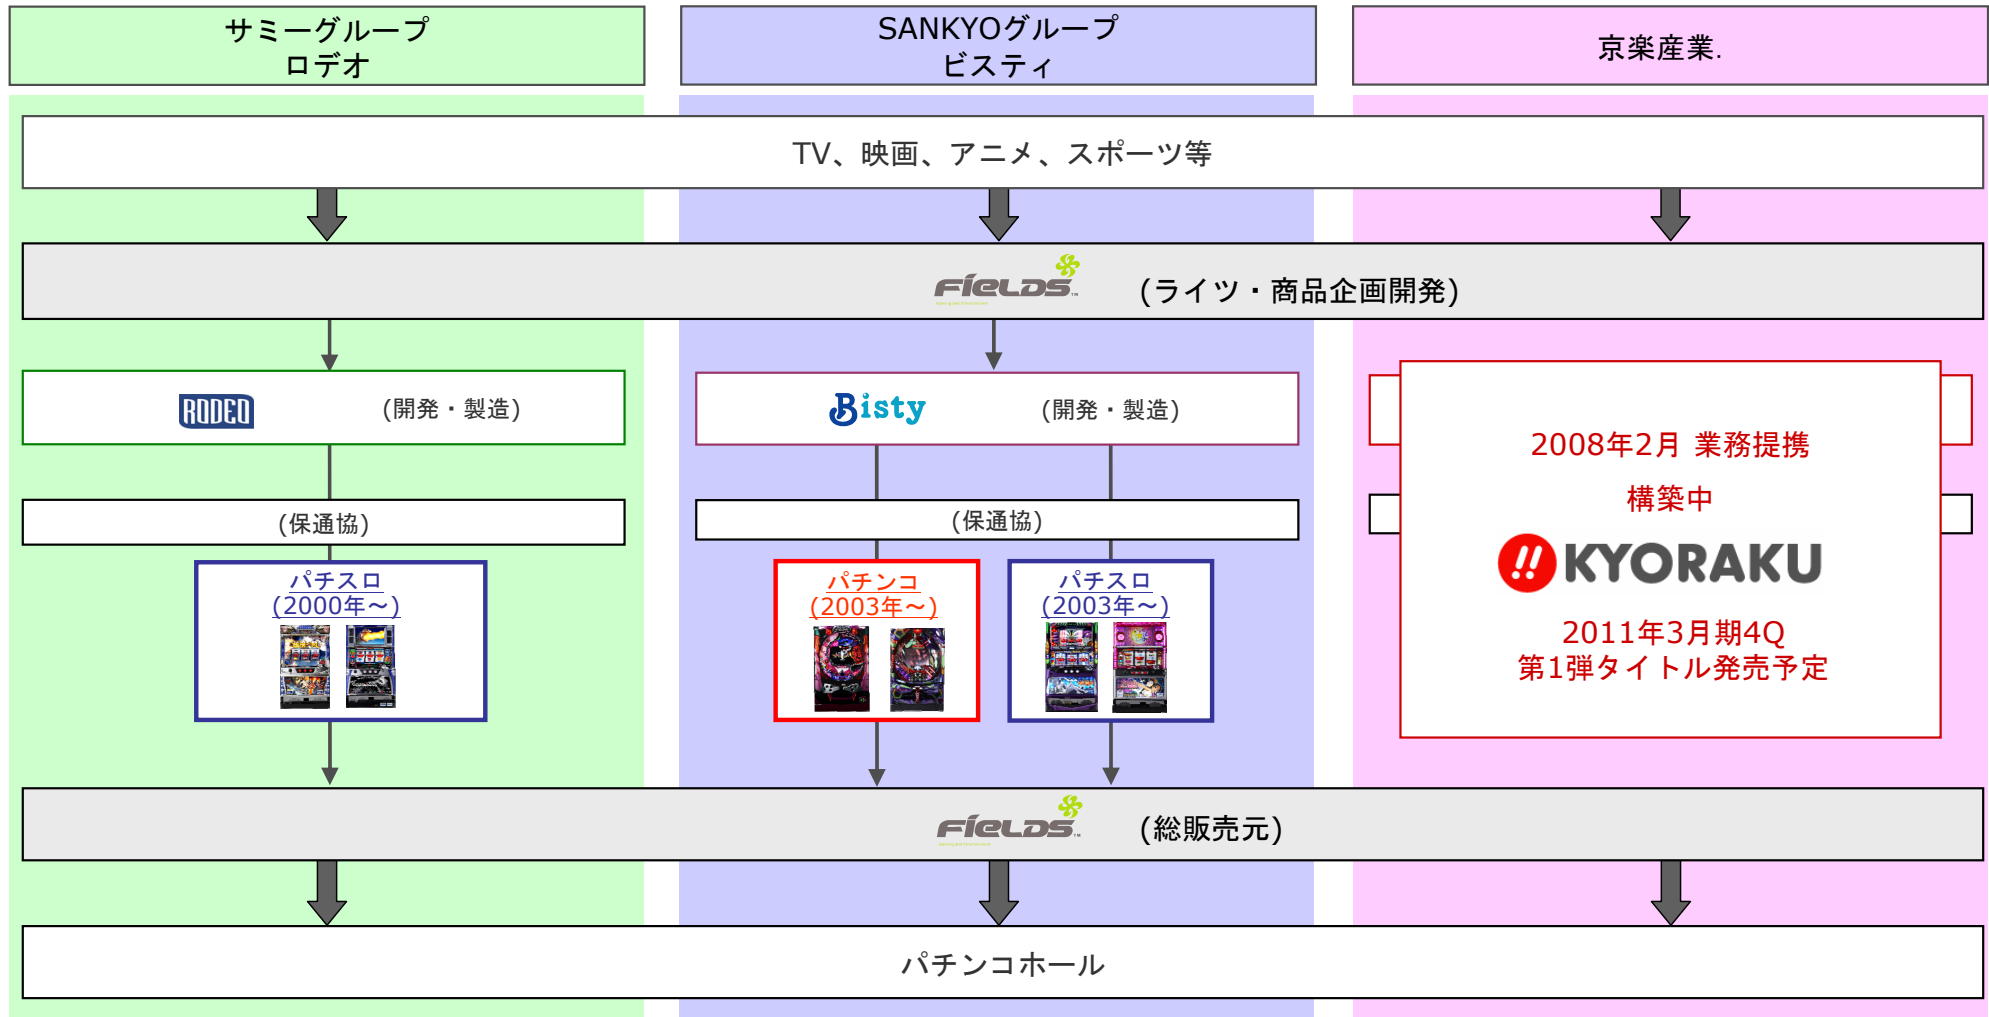 サミーグループ
ロデオ
SANKYOグループ
ビスティ
京楽産業.
TV、映画、アニメ、スポーツ等
FIELDS™ (ライツ・商品企画開発)
RODEO (開発・製造)
Bisty (開発・製造)
(保通協)
(保通協)
パチスロ
(2000年～)
パチンコ
(2003年～)
パチスロ
(2003年～)
2008年2月 業務提携
構築中
!! KYORAKU
2011年3月期4Q
第1弾タイトル発売予定
FIELDS™ (総販売元)
パチンコホール